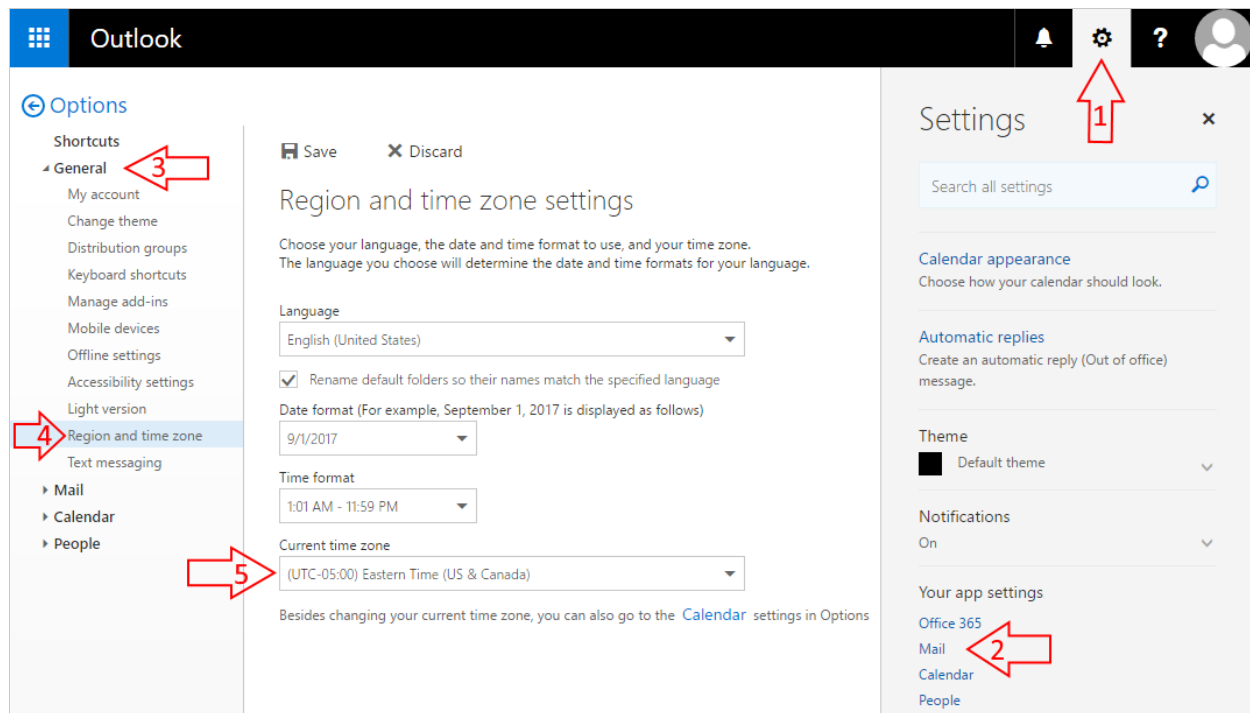 Outlook
?
Options
Shortcuts
General
3
My account
Change theme
Distribution groups
Keyboard shortcuts
Manage add-ins
Mobile devices
Offline settings
Accessibility settings
Light version
4
Region and time zone
Text messaging
Mail
Calendar
People
Save
Discard
Region and time zone settings
Choose your language, the date and time format to use, and your time zone.
The language you choose will determine the date and time formats for your language.
Language
English (United States)
Rename default folders so their names match the specified language
Date format (For example, September 1, 2017 is displayed as follows)
9/1/2017
Time format
1:01 AM - 11:59 PM
Current time zone
5
(UTC-05:00) Eastern Time (US & Canada)
Besides changing your current time zone, you can also go to the Calendar settings in Options
1
Settings
Search all settings
Calendar appearance
Choose how your calendar should look.
Automatic replies
Create an automatic reply (Out of office)
message.
Theme
Default theme
Notifications
On
Your app settings
Office 365
Mail
2
Calendar
People